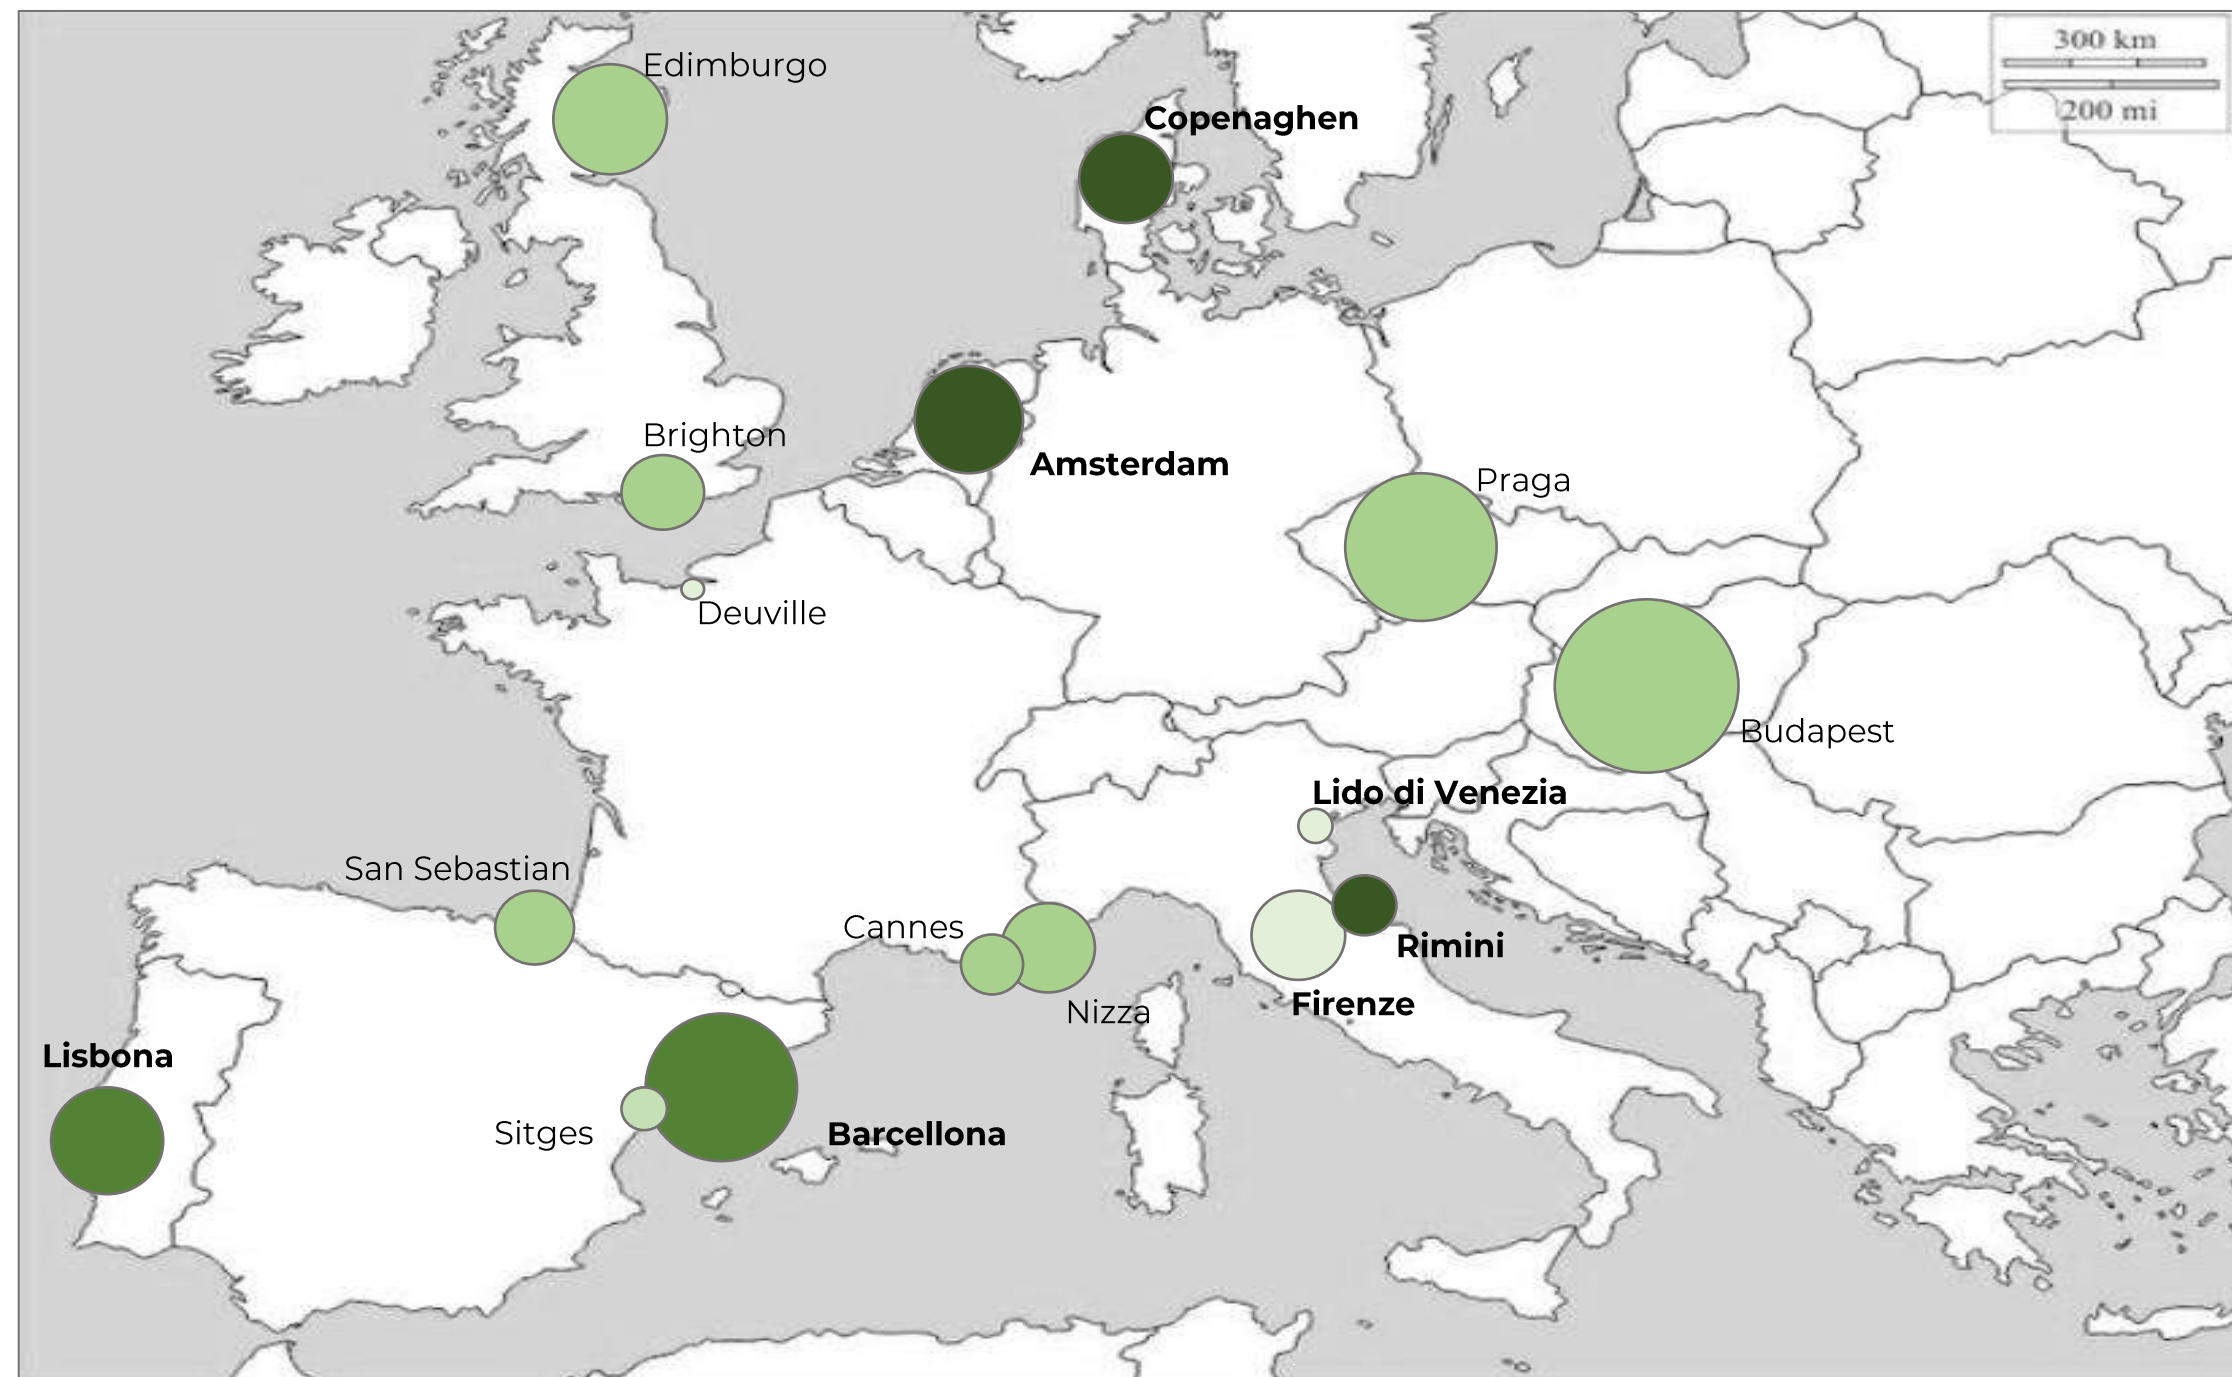 300 km
200 mi
Edimburgo
Copenaghen
Brighton
Amsterdam
Praga
Deuville
Budapest
Lido di Venezia
San Sebastian
Cannes
Rimini
Firenze
Nizza
Lisbona
Sitges
Barcellona